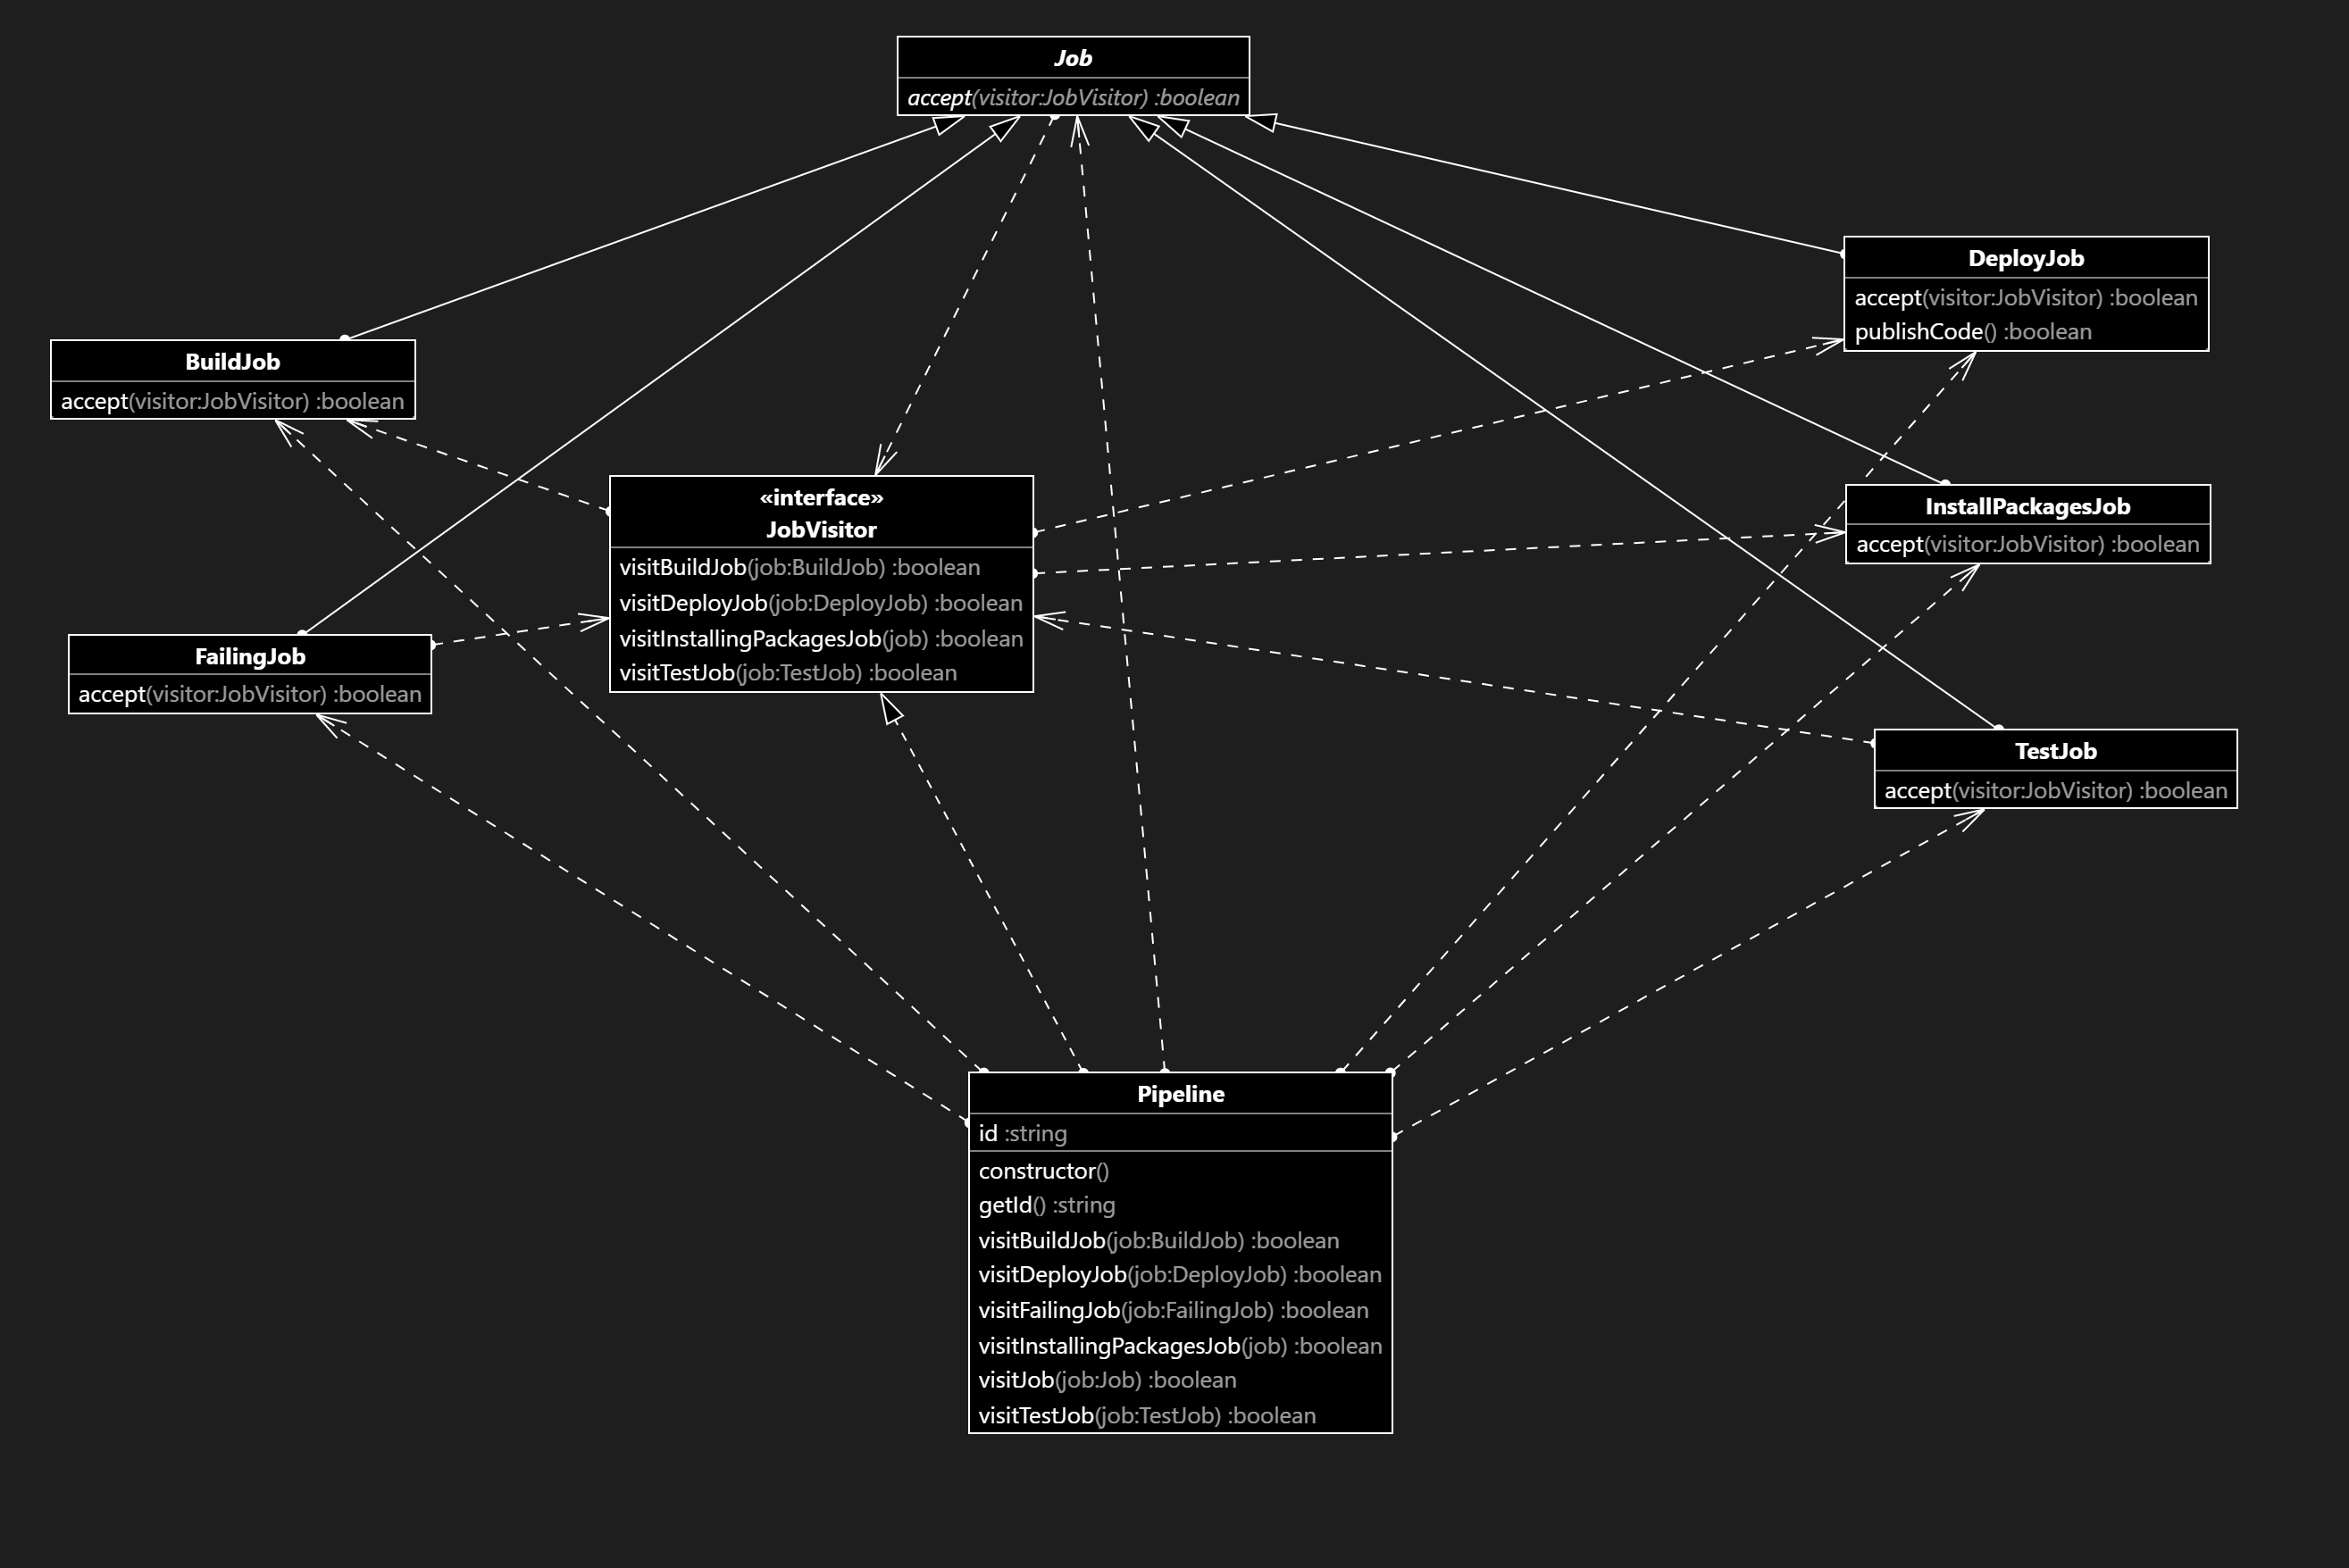 Job
accept(visitor:JobVisitor) :boolean
DeployJob
accept(visitor:JobVisitor) :boolean
publishCode() :boolean
BuildJob
accept(visitor:JobVisitor) :boolean
«interface»
JobVisitor
visitBuildJob(job:BuildJob) :boolean
visitDeployJob(job:DeployJob) :boolean
visitInstallingPackagesJob(job) :boolean
visitTestJob(job:TestJob) :boolean
InstallPackagesJob
accept(visitor:JobVisitor) :boolean
FailingJob
accept(visitor:JobVisitor) :boolean
TestJob
accept(visitor:JobVisitor) :boolean
Pipeline
id :string
constructor()
getId() :string
visitBuildJob(job:BuildJob) :boolean
visitDeployJob(job:DeployJob) :boolean
visitFailingJob(job:FailingJob) :boolean
visitInstallingPackagesJob(job) :boolean
visitJob(job:Job) :boolean
visitTestJob(job:TestJob) :boolean